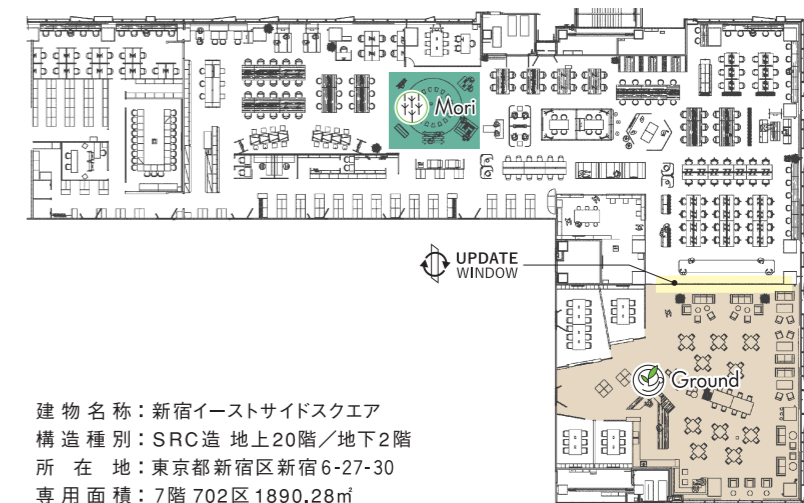 Mori
UPDATE
WINDOW
Ground
建物名称：新宿イーストサイドスクエア
構造種別：SRC造 地上20階／地下2階
所在地：東京都新宿区新宿6-27-30
専用面積：7階 702区 1890.28㎡